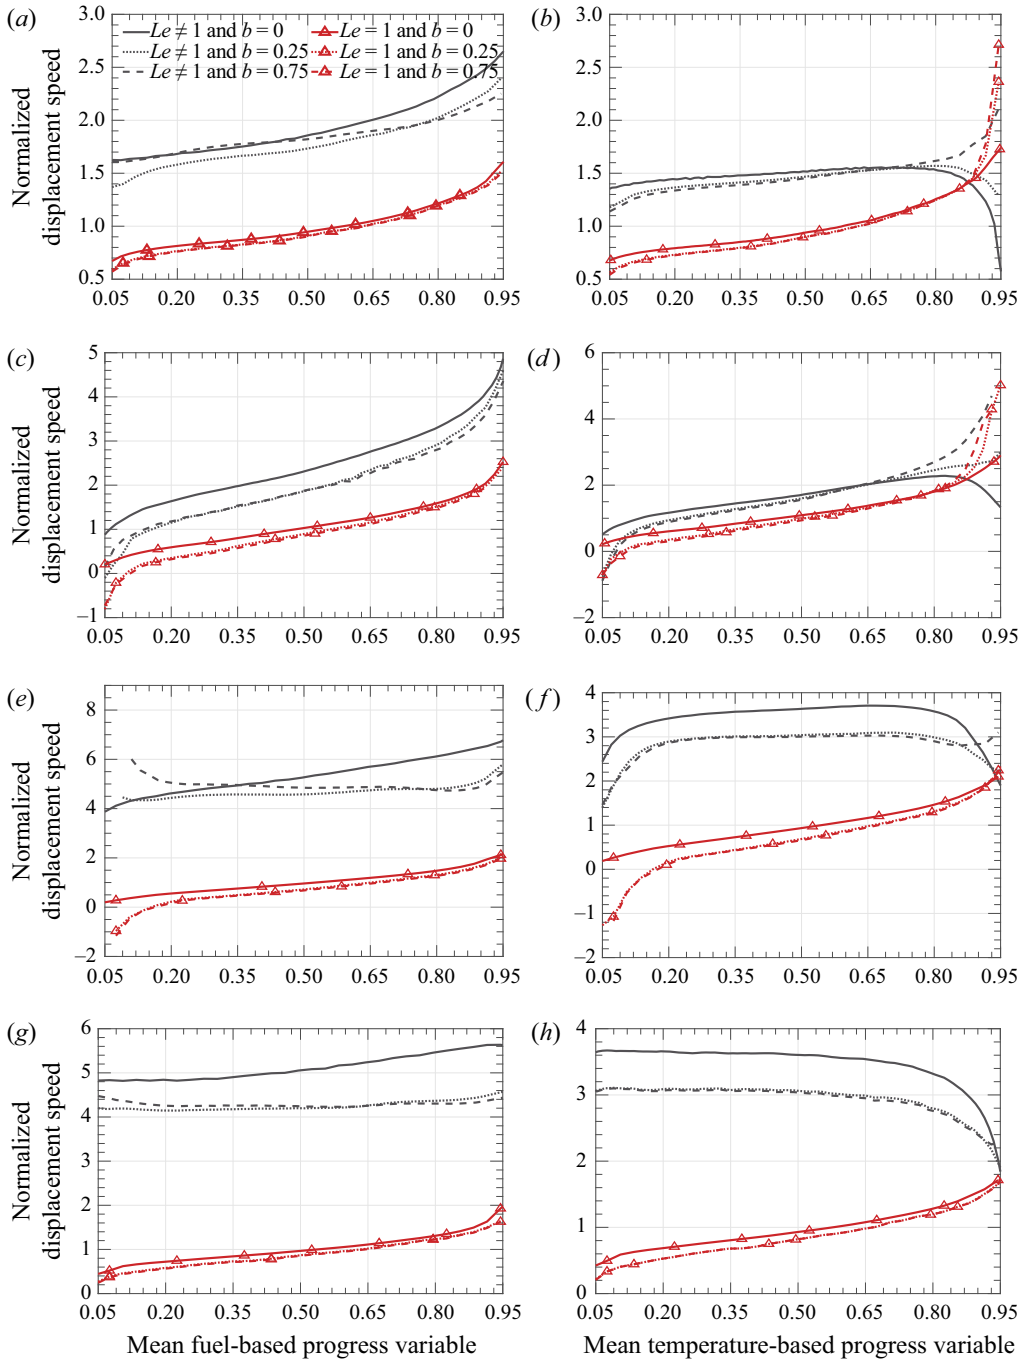 (a)
3.0
2.5
2.0
1.5
1.0
0.5
Normalized
displacement speed
Le ≠ 1 and b = 0
Le ≠ 1 and b = 0.25
Le ≠ 1 and b = 0.75
Le = 1 and b = 0
Le = 1 and b = 0.25
Le = 1 and b = 0.75
0.05 0.20 0.35 0.50 0.65 0.80 0.95
(b)
3.0
2.5
2.0
1.5
1.0
0.5
0.05 0.20 0.35 0.50 0.65 0.80 0.95
(c)
5
4
3
2
1
0
−1
Normalized
displacement speed
0.05 0.20 0.35 0.50 0.65 0.80 0.95
(d)
6
4
2
0
−2
0.05 0.20 0.35 0.50 0.65 0.80 0.95
(e)
8
6
4
2
0
−2
Normalized
displacement speed
0.05 0.20 0.35 0.50 0.65 0.80 0.95
(f)
4
3
2
1
0
−1
−2
0.05 0.20 0.35 0.50 0.65 0.80 0.95
(g)
6
5
4
3
2
1
0
Normalized
displacement speed
0.05 0.20 0.35 0.50 0.65 0.80 0.95
Mean fuel-based progress variable
(h)
4
3
2
1
0
0.05 0.20 0.35 0.50 0.65 0.80 0.95
Mean temperature-based progress variable